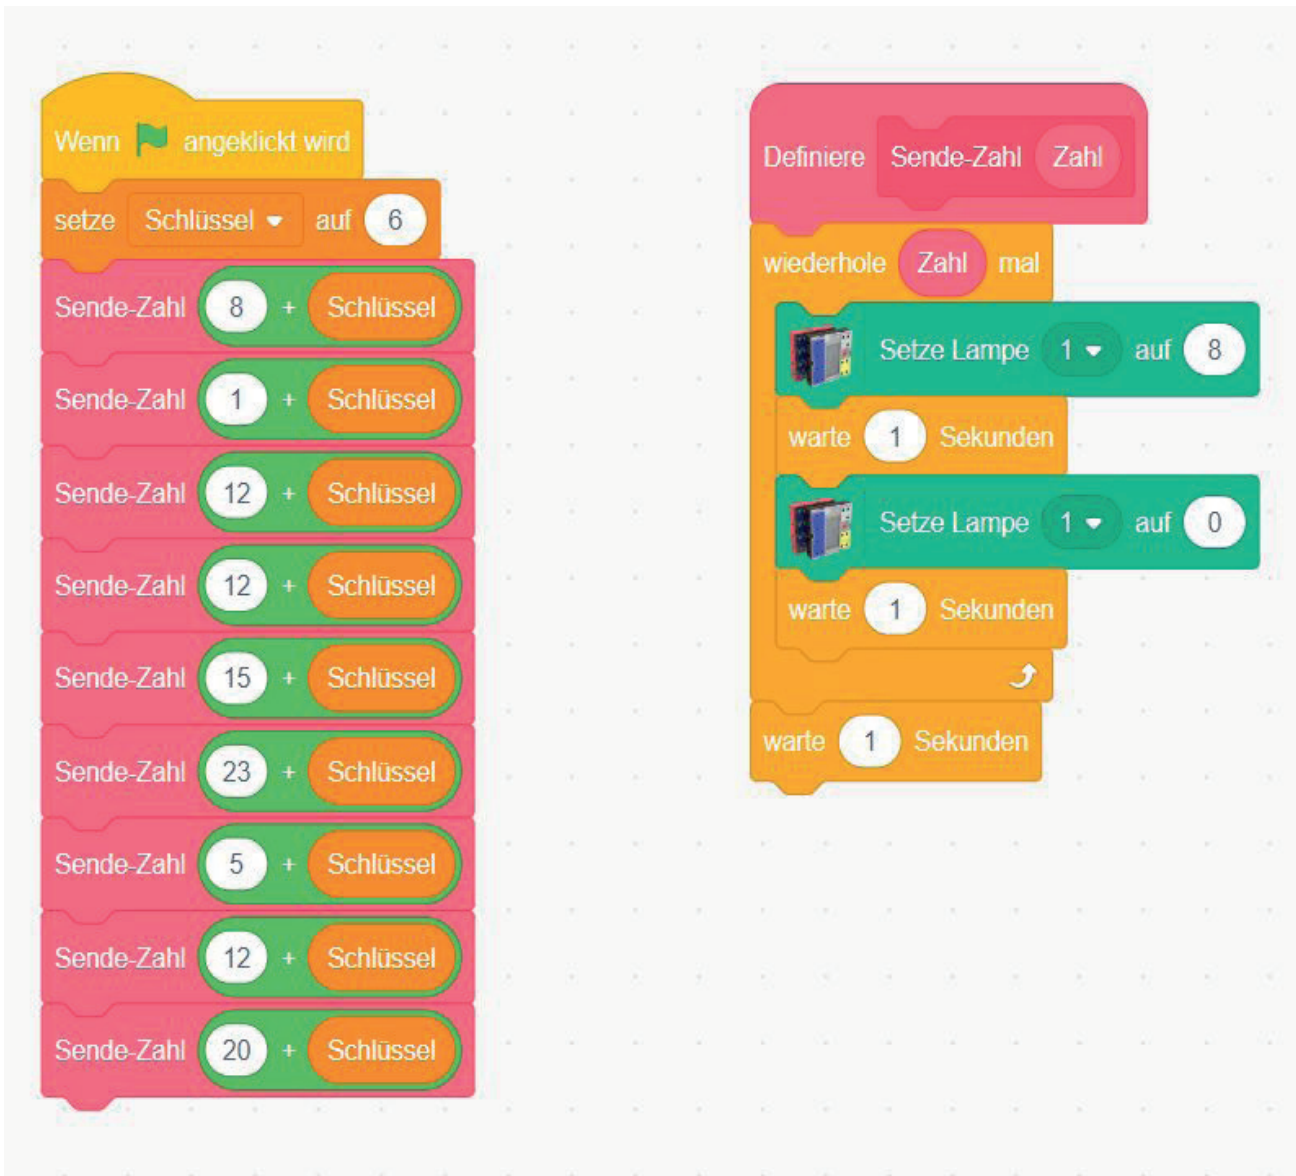 Wenn angeklickt wird
setze Schlüssel auf 6
Sende-Zahl 8 + Schlüssel
Sende-Zahl 1 + Schlüssel
Sende-Zahl 12 + Schlüssel
Sende-Zahl 12 + Schlüssel
Sende-Zahl 15 + Schlüssel
Sende-Zahl 23 + Schlüssel
Sende-Zahl 5 + Schlüssel
Sende-Zahl 12 + Schlüssel
Sende-Zahl 20 + Schlüssel
Definiere Sende-Zahl Zahl
wiederhole Zahl mal
Setze Lampe 1 auf 8
warte 1 Sekunden
Setze Lampe 1 auf 0
warte 1 Sekunden
warte 1 Sekunden